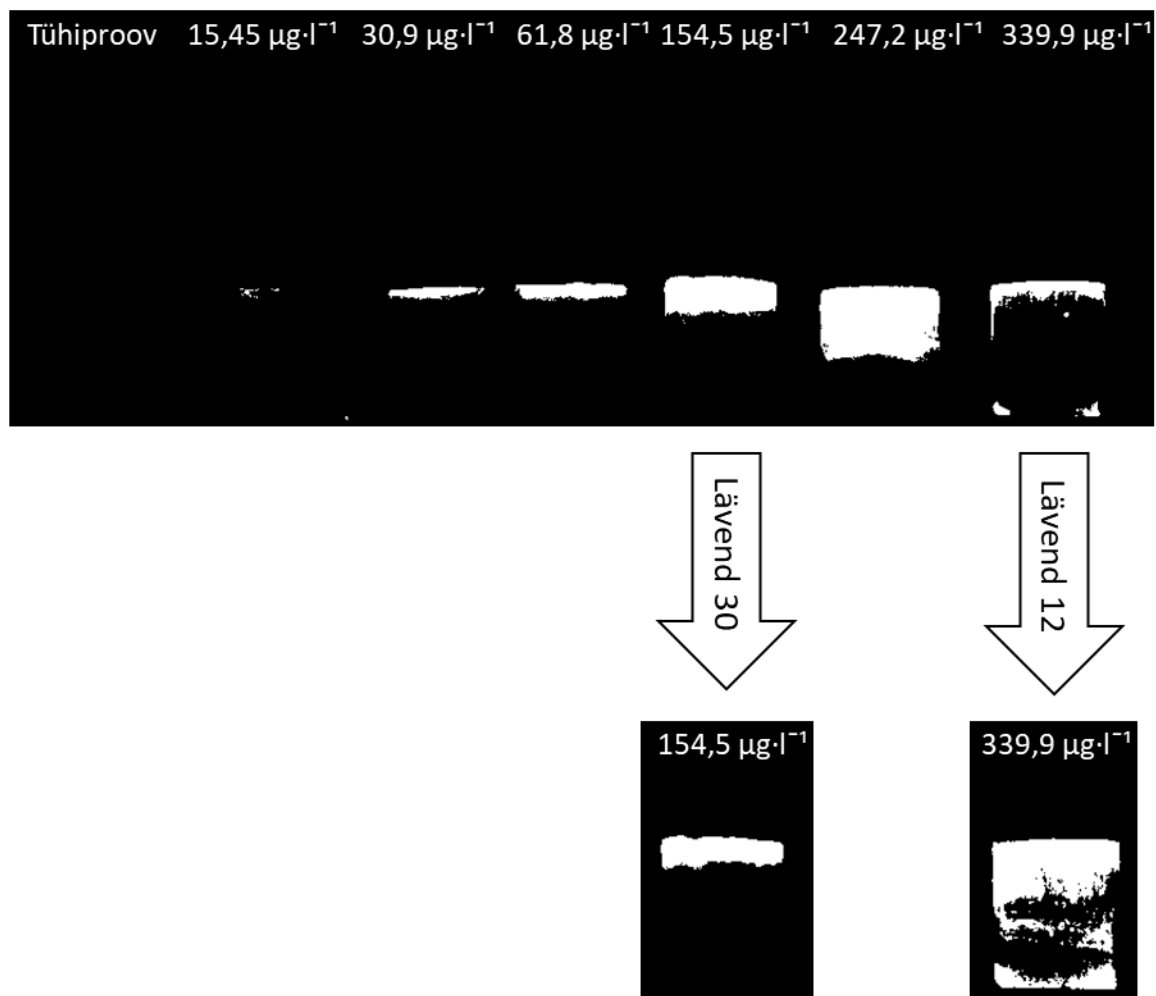 Tühiproov 15,45 µg·l⁻¹ 30,9 µg·l⁻¹ 61,8 µg·l⁻¹ 154,5 µg·l⁻¹ 247,2 µg·l⁻¹ 339,9 µg·l⁻¹
Lävend 30
Lävend 12
154,5 µg·l⁻¹
339,9 µg·l⁻¹